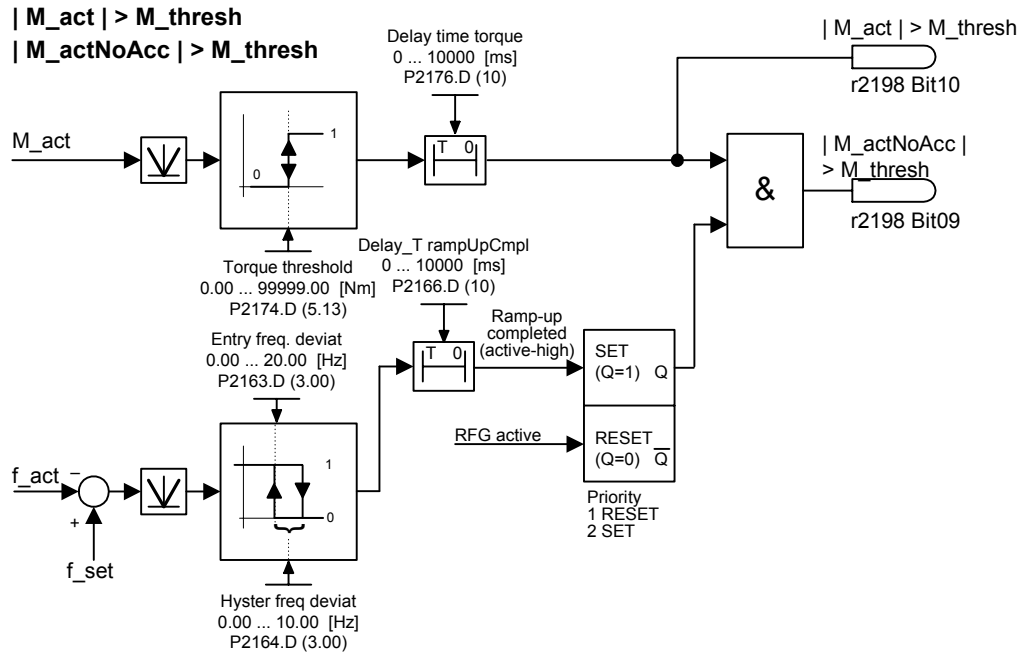 | M_act | > M_thresh
| M_actNoAcc | > M_thresh
Delay time torque
0 ... 10000 [ms]
P2176.D (10)
| M_act | > M_thresh
r2198 Bit10
M_act
1
0
T 0
&
| M_actNoAcc |
> M_thresh
r2198 Bit09
Torque threshold
0.00 ... 99999.00 [Nm]
P2174.D (5.13)
Delay_T rampUpCmpl
0 ... 10000 [ms]
P2166.D (10)
Entry freq. deviat
0.00 ... 20.00 [Hz]
P2163.D (3.00)
T 0
Ramp-up
completed
(active-high)
SET
(Q=1) Q
RFG active
RESET
(Q=0) Q
Priority
1 RESET
2 SET
f_act
−
+
f_set
1
0
Hyster freq deviat
0.00 ... 10.00 [Hz]
P2164.D (3.00)